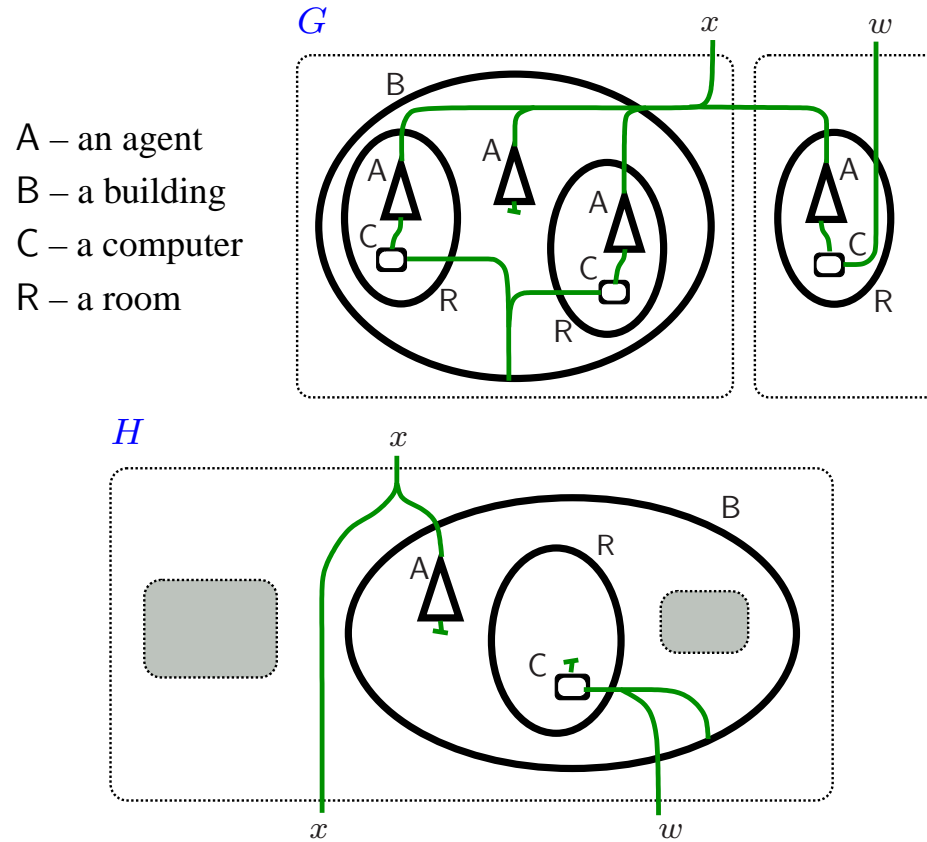 G
x
w
A – an agent
B – a building
C – a computer
R – a room
B
A
A
A
A
C
C
C
R
R
R
H
x
B
R
A
C
x
w